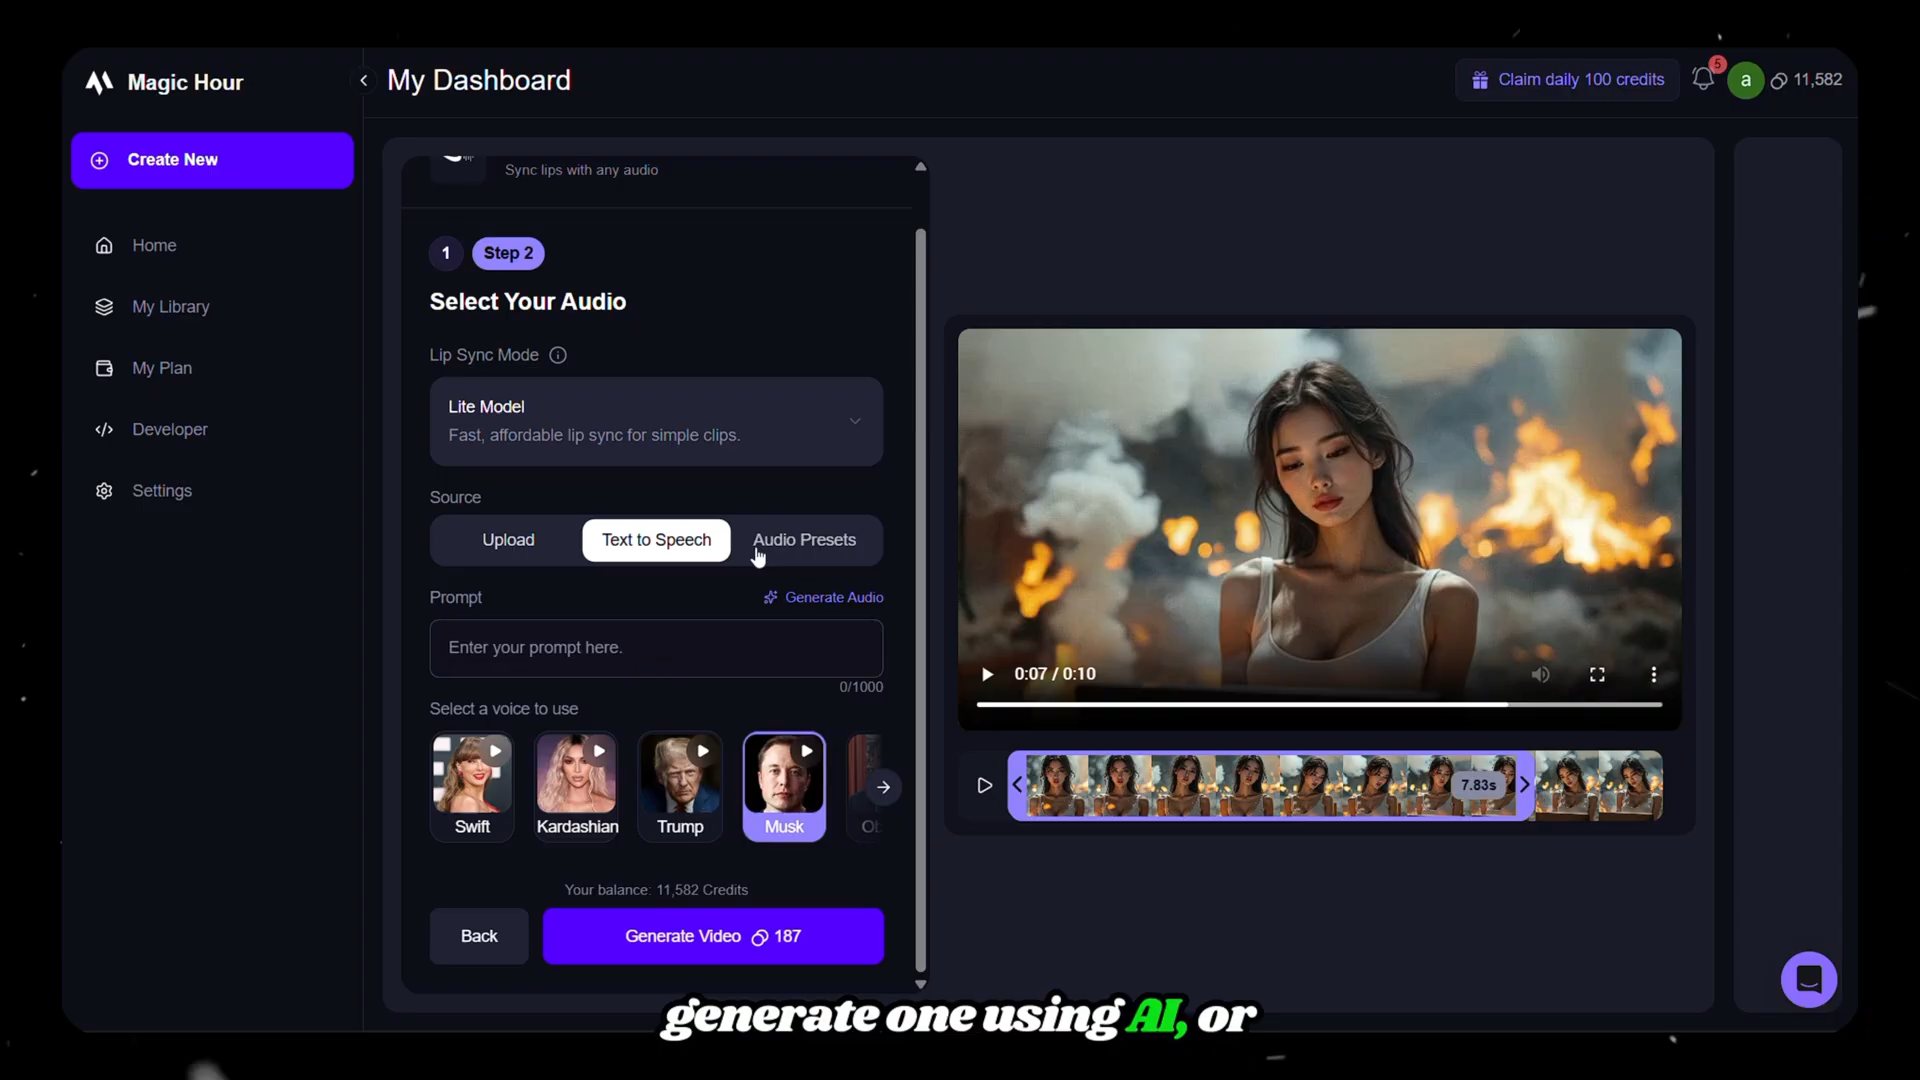 Magic Hour
My Dashboard
Claim daily 100 credits
5
a
11,582
Create New
Home
My Library
My Plan
Developer
Settings
Sync lips with any audio
1
Step 2
Select Your Audio
Lip Sync Mode
Lite Model
Fast, affordable lip sync for simple clips.
Source
Upload
Text to Speech
Audio Presets
Prompt
Generate Audio
Enter your prompt here.
0/1000
Select a voice to use
Swift
Kardashian
Trump
Musk
Your balance: 11,582 Credits
Back
Generate Video 187
0:07 / 0:10
7.83s
generate one using AI, or